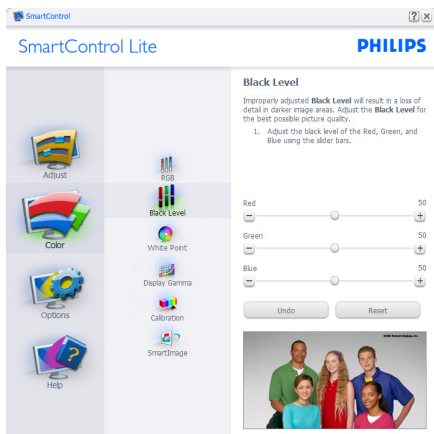 SmartControl
SmartControl Lite
PHILIPS
Adjust
Color
Options
Help
RGB
Black Level
White Point
Display Gamma
Calibration
SmartImage
Black Level
Improperly adjusted Black Level will result in a loss of
detail in darker image areas. Adjust the Black Level for
the best possible picture quality.
1. Adjust the black level of the Red, Green, and
Blue using the slider bars.
Red 50
Green 50
Blue 50
Undo Reset